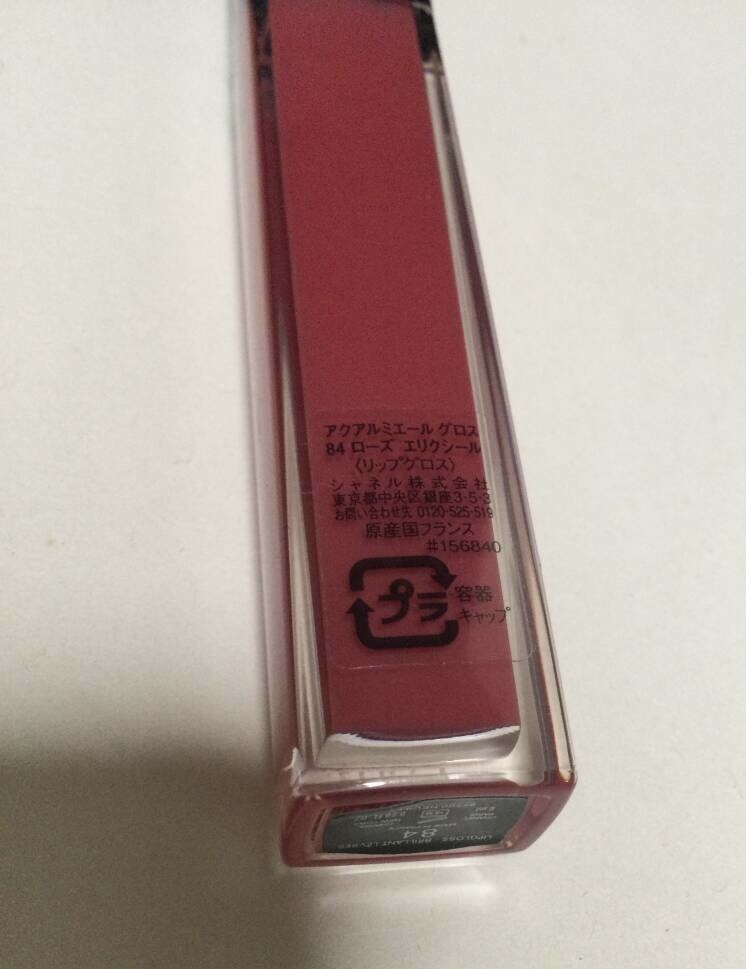 アクアルミエール グロス
84 ローズ エリクシール
〈リップグロス〉
シャネル株式会社
東京都中央区銀座3-5-3
お問い合わせ先 0120-525-519
原産国フランス
#156840
プラ
容器
キャップ
84
LIPGLOSS - BRILLANT LÈVRES